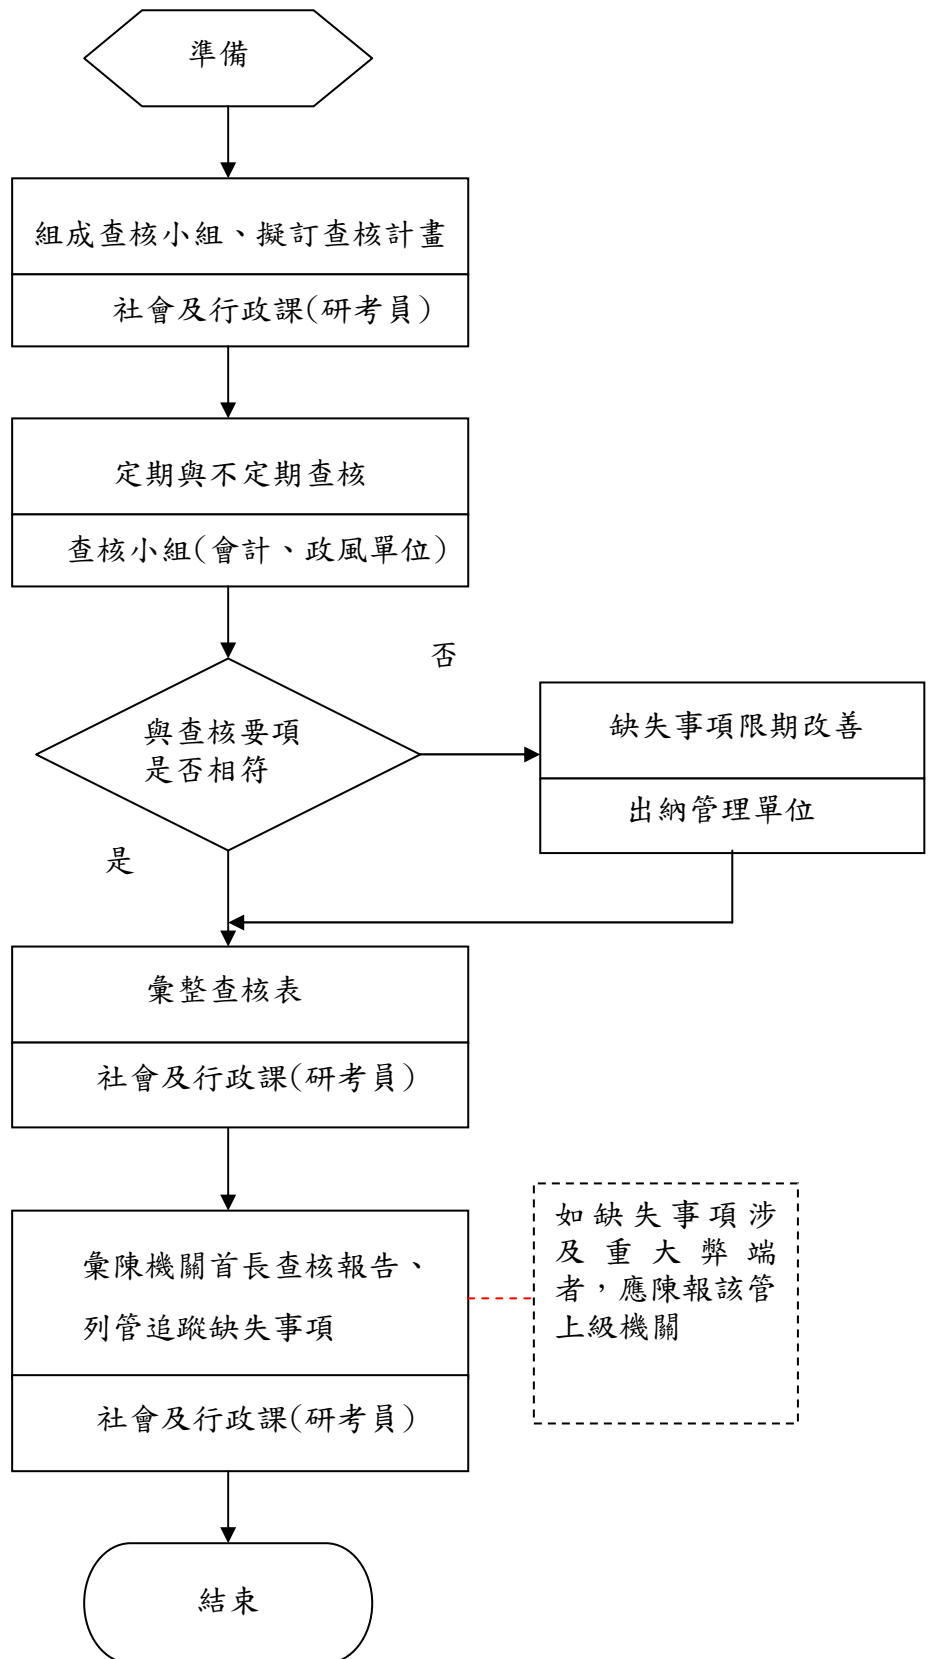 準備
組成查核小組、擬訂查核計畫
社會及行政課(研考員)
定期與不定期查核
查核小組(會計、政風單位)
否
與查核要項
是否相符
缺失事項限期改善
出納管理單位
是
彙整查核表
社會及行政課(研考員)
彙陳機關首長查核報告、
列管追蹤缺失事項
社會及行政課(研考員)
如缺失事項涉
及重大弊端
者，應陳報該管
上級機關
結束